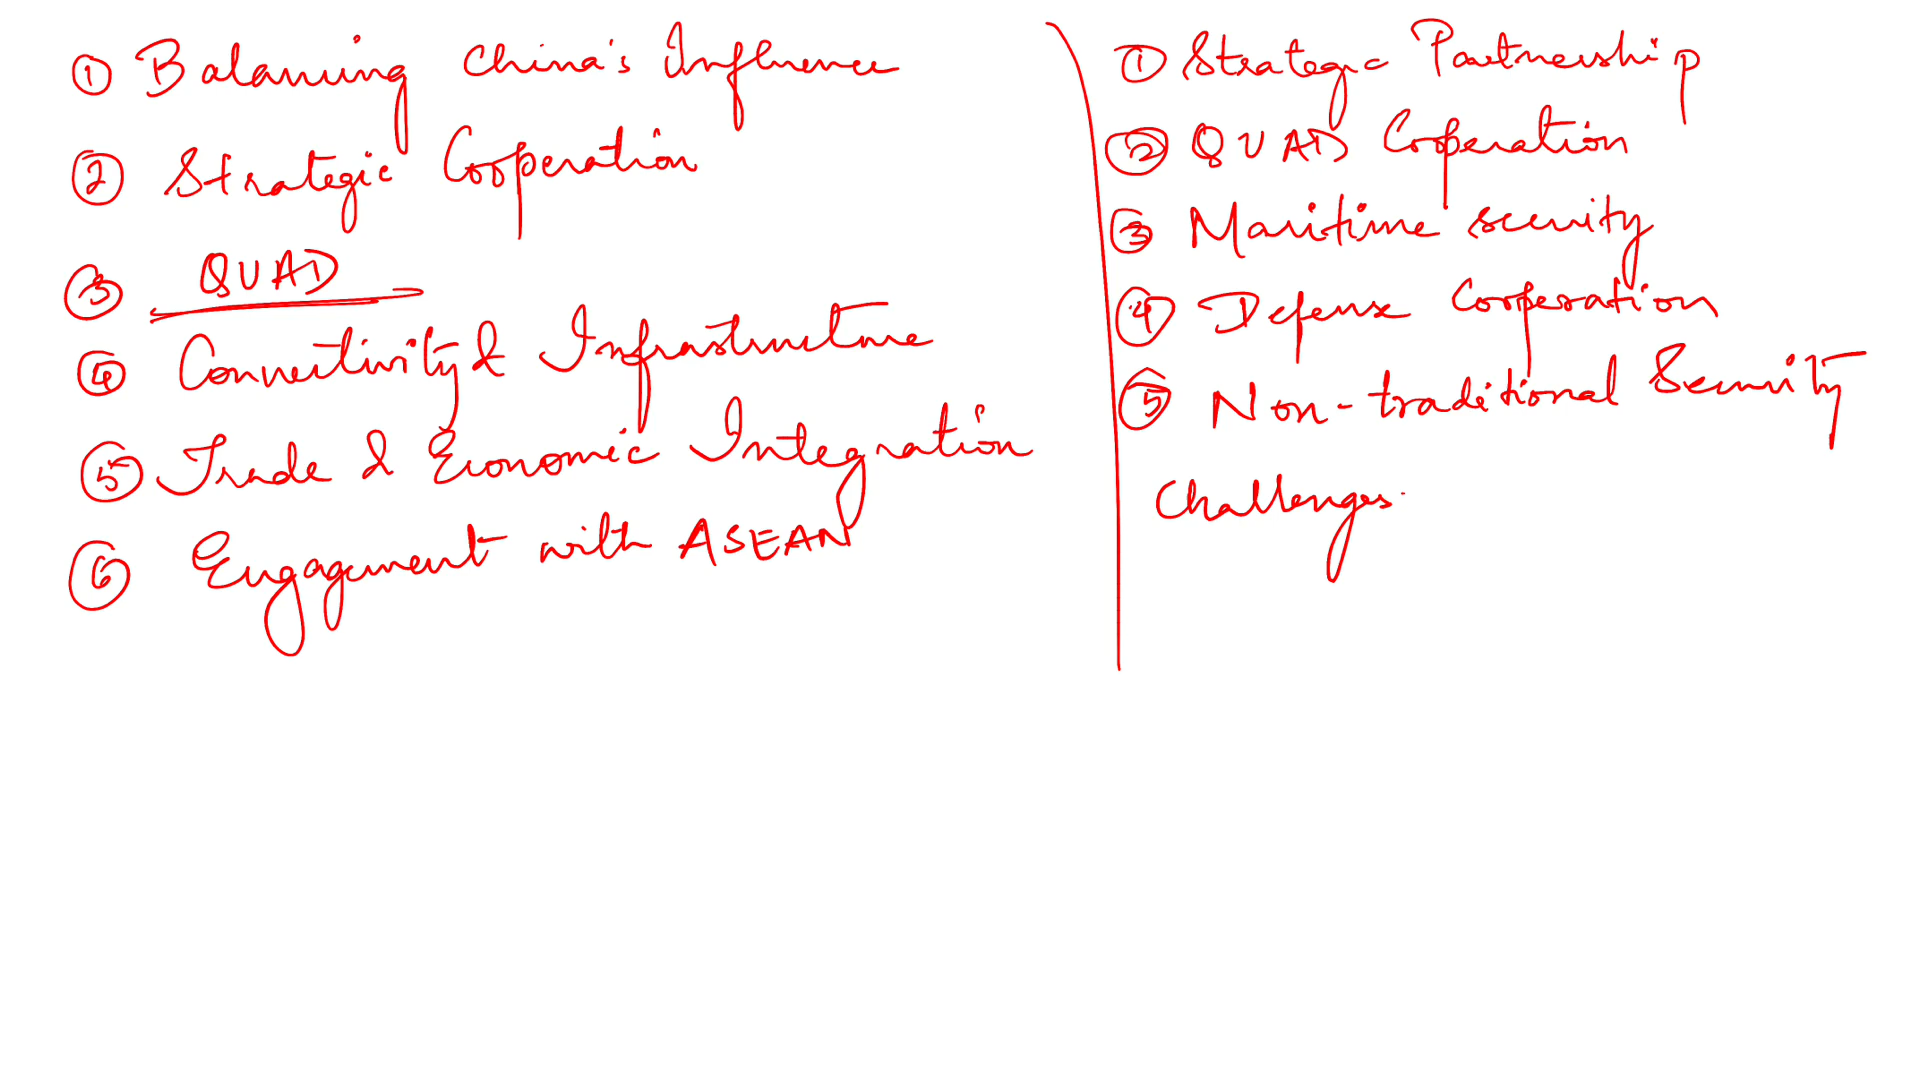 ① Balancing China's Influence
② Strategic Cooperation
③ QUAD
④ Connectivity & Infrastructure
⑤ Trade & Economic Integration
⑥ Engagement with ASEAN
① Strategic Partnership
② QUAD Cooperation
③ Maritime security
④ Defense Cooperation
⑤ Non-traditional Security
Challenges.